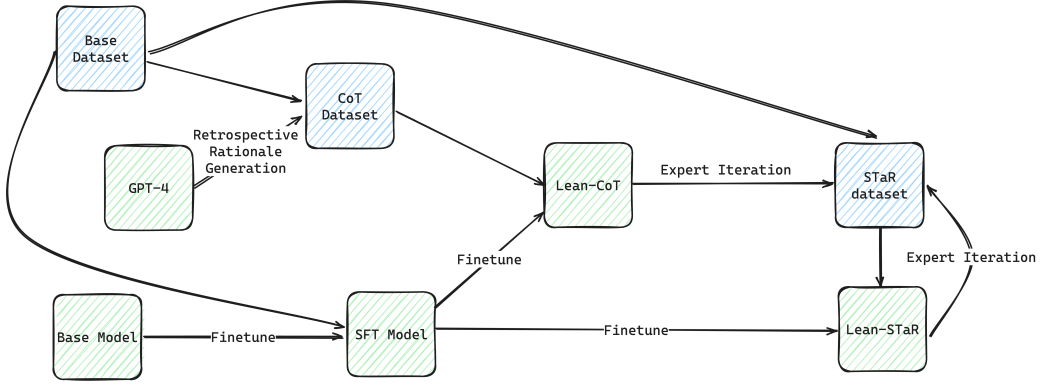 Base
Dataset
CoT
Dataset
Retrospective
Rationale
Generation
GPT-4
Lean-CoT
Expert Iteration
STaR
dataset
Finetune
Expert Iteration
Base Model
Finetune
SFT Model
Finetune
Lean-STaR